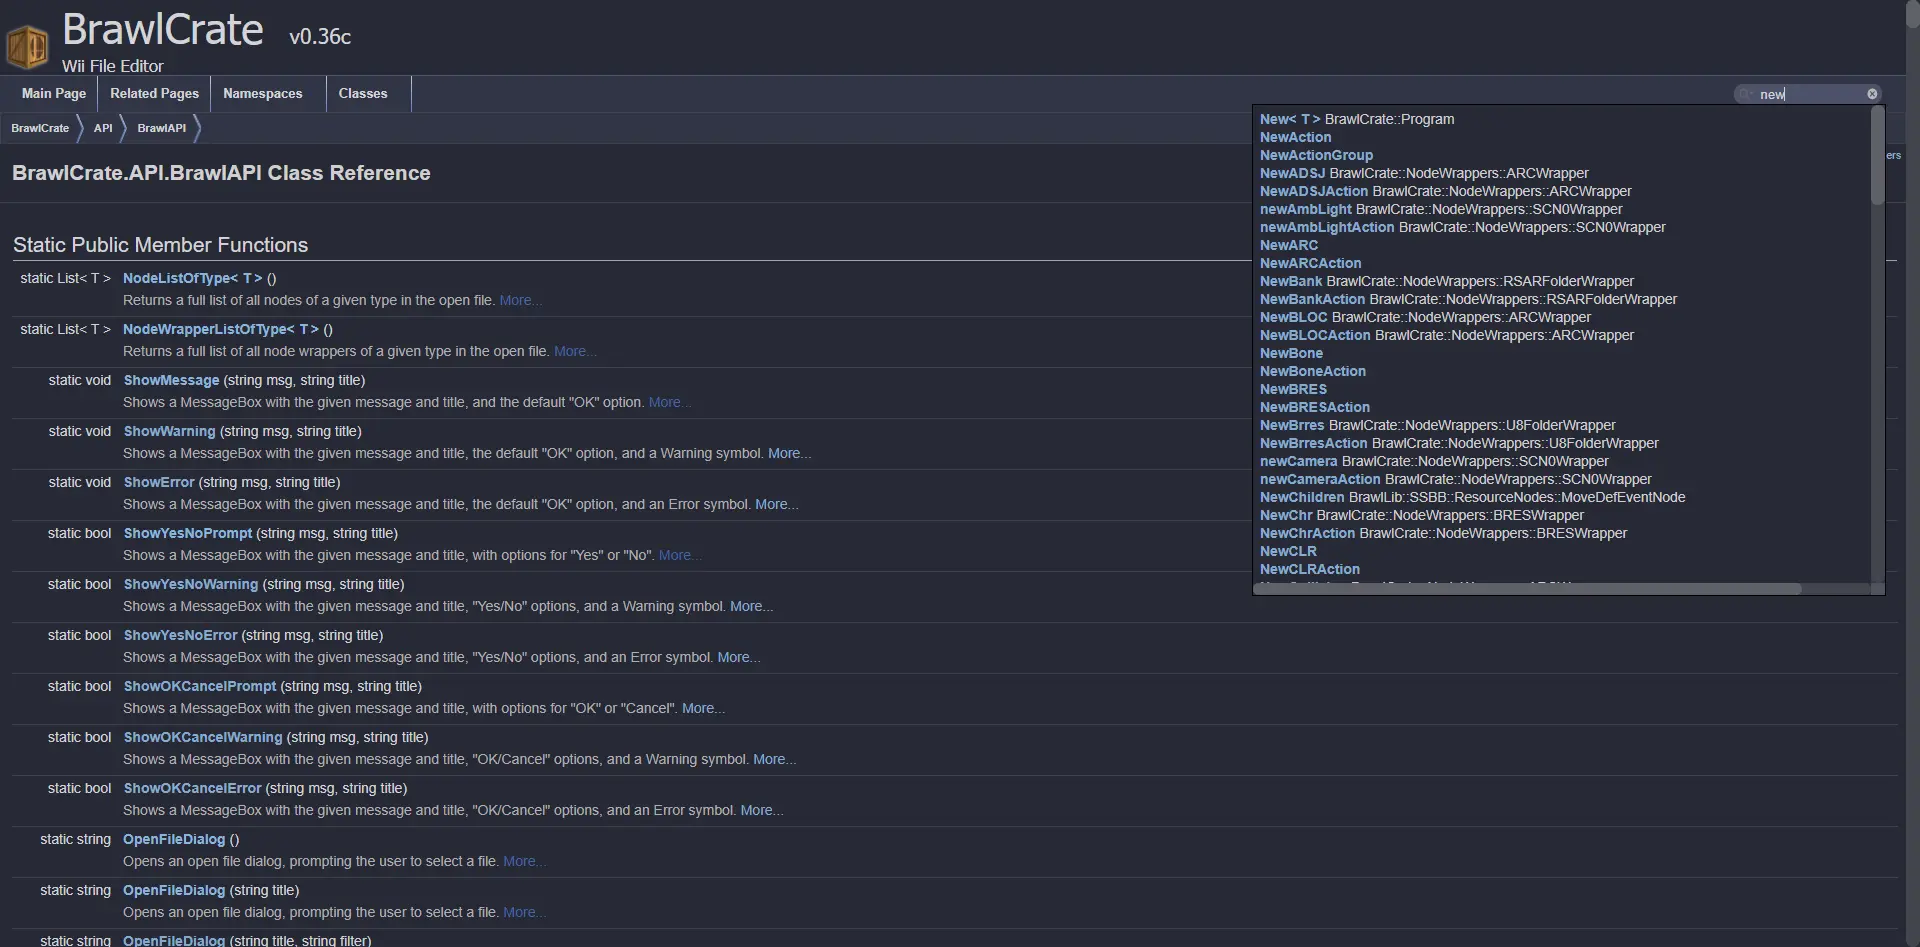 BrawlCrate v0.36c
Wii File Editor
Main Page
Related Pages
Namespaces
Classes
new
BrawlCrate
API
BrawlAPI
ers
BrawlCrate.API.BrawlAPI Class Reference
Static Public Member Functions
static List< T > NodeListOfType< T > ()
Returns a full list of all nodes of a given type in the open file. More...
static List< T > NodeWrapperListOfType< T > ()
Returns a full list of all node wrappers of a given type in the open file. More...
static void ShowMessage (string msg, string title)
Shows a MessageBox with the given message and title, and the default "OK" option. More...
static void ShowWarning (string msg, string title)
Shows a MessageBox with the given message and title, the default "OK" option, and a Warning symbol. More...
static void ShowError (string msg, string title)
Shows a MessageBox with the given message and title, the default "OK" option, and an Error symbol. More...
static bool ShowYesNoPrompt (string msg, string title)
Shows a MessageBox with the given message and title, with options for "Yes" or "No". More...
static bool ShowYesNoWarning (string msg, string title)
Shows a MessageBox with the given message and title, "Yes/No" options, and a Warning symbol. More...
static bool ShowYesNoError (string msg, string title)
Shows a MessageBox with the given message and title, "Yes/No" options, and an Error symbol. More...
static bool ShowOKCancelPrompt (string msg, string title)
Shows a MessageBox with the given message and title, with options for "OK" or "Cancel". More...
static bool ShowOKCancelWarning (string msg, string title)
Shows a MessageBox with the given message and title, "OK/Cancel" options, and a Warning symbol. More...
static bool ShowOKCancelError (string msg, string title)
Shows a MessageBox with the given message and title, "OK/Cancel" options, and an Error symbol. More...
static string OpenFileDialog ()
Opens an open file dialog, prompting the user to select a file. More...
static string OpenFileDialog (string title)
Opens an open file dialog, prompting the user to select a file. More...
static string OpenFileDialog (string title, string filter)
New< T > BrawlCrate::Program
NewAction
NewActionGroup
NewADSJ BrawlCrate::NodeWrappers::ARCWrapper
NewADSJAction BrawlCrate::NodeWrappers::ARCWrapper
newAmbLight BrawlCrate::NodeWrappers::SCN0Wrapper
newAmbLightAction BrawlCrate::NodeWrappers::SCN0Wrapper
NewARC
NewARCAction
NewBank BrawlCrate::NodeWrappers::RSARFolderWrapper
NewBankAction BrawlCrate::NodeWrappers::RSARFolderWrapper
NewBLOC BrawlCrate::NodeWrappers::ARCWrapper
NewBLOCAction BrawlCrate::NodeWrappers::ARCWrapper
NewBone
NewBoneAction
NewBRES
NewBRESAction
NewBrres BrawlCrate::NodeWrappers::U8FolderWrapper
NewBrresAction BrawlCrate::NodeWrappers::U8FolderWrapper
newCamera BrawlCrate::NodeWrappers::SCN0Wrapper
newCameraAction BrawlCrate::NodeWrappers::SCN0Wrapper
NewChildren BrawlLib::SSBB::ResourceNodes::MoveDefEventNode
NewChr BrawlCrate::NodeWrappers::BRESWrapper
NewChrAction BrawlCrate::NodeWrappers::BRESWrapper
NewCLR
NewCLRAction